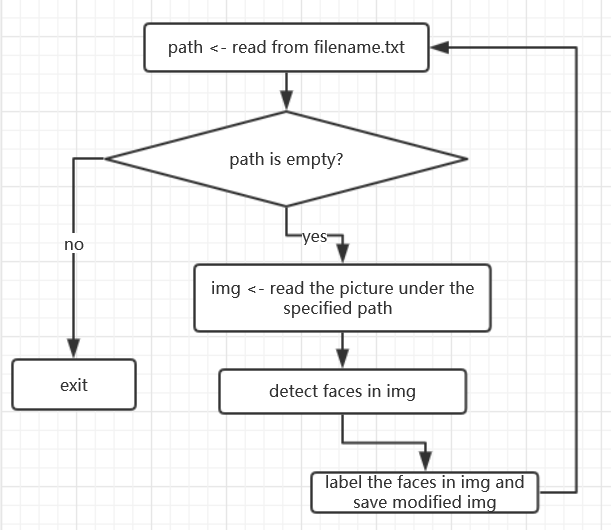 path <- read from filename.txt
path is empty?
no
yes
img <- read the picture under the
specified path
exit
detect faces in img
label the faces in img and
save modified img